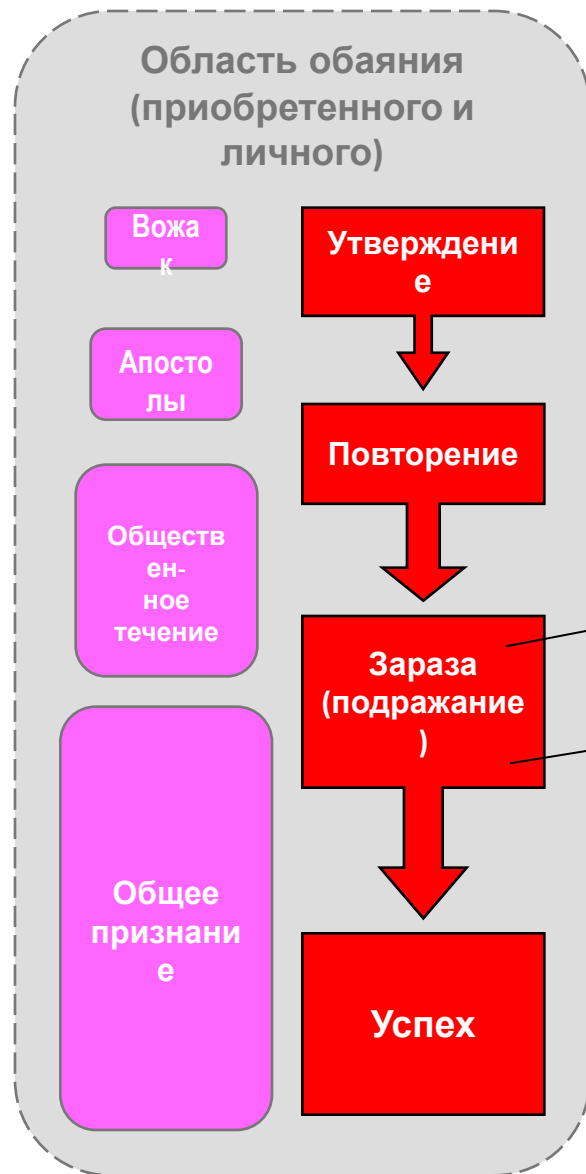 Область обаяния
(приобретенного и
личного)
Вожа
к
Утверждени
е
Апосто
лы
Повторение
Обществ
ен-
ное
течение
Зараза
(подражание
)
Общее
признани
е
Успех